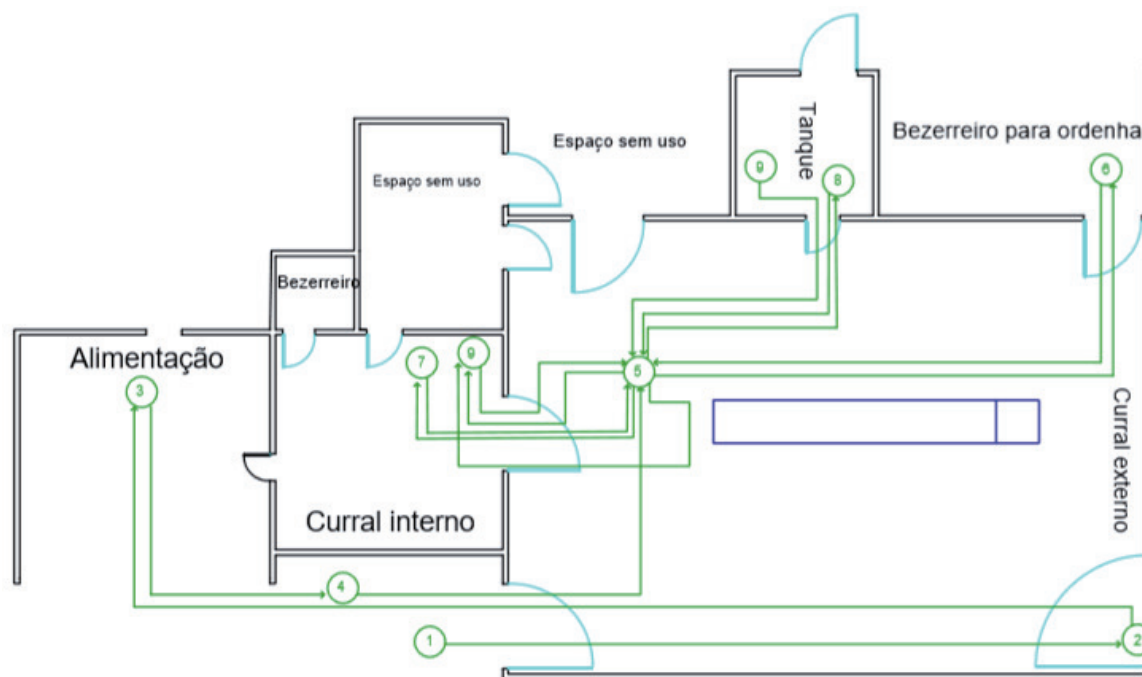 Espaço sem uso
Tanque
Bezerreiro para ordenha
Espaço sem uso
9
8
6
Bezerreiro
Alimentação
7
9
5
3
Curral externo
Curral interno
4
1
2